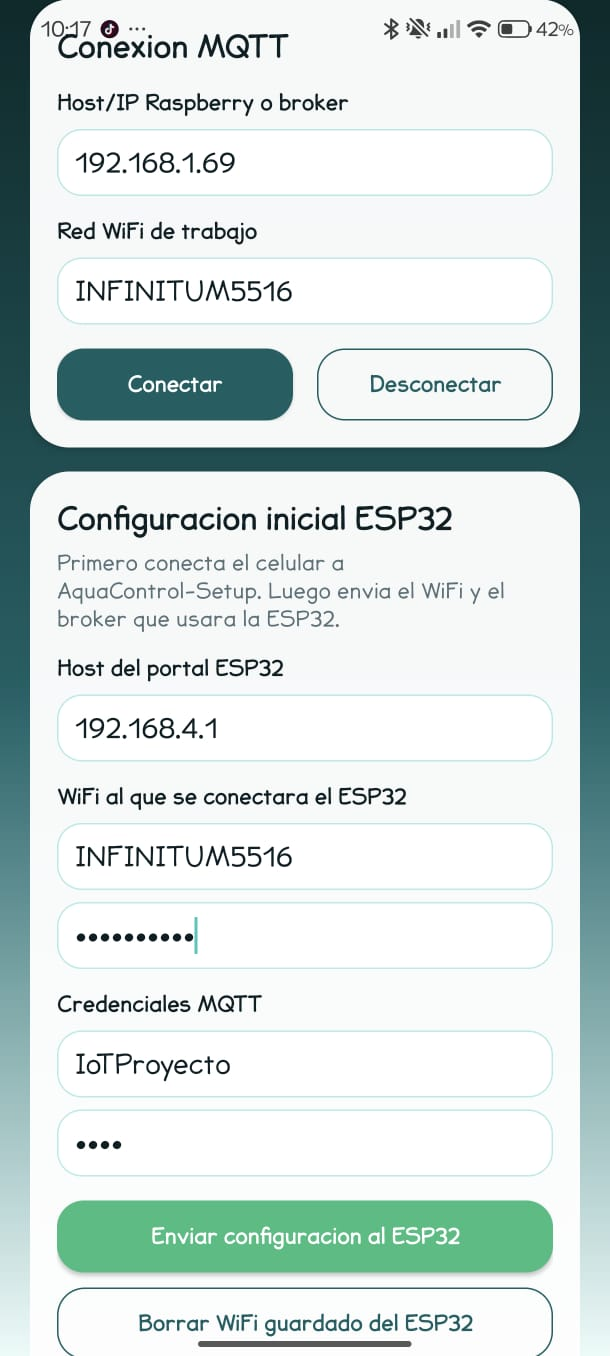 10:17 ... 42%
Conexion MQTT
Host/IP Raspberry o broker
192.168.1.69
Red WiFi de trabajo
INFINITUM5516
Conectar Desconectar
Configuracion inicial ESP32
Primero conecta el celular a
AquaControl-Setup. Luego envia el WiFi y el
broker que usara la ESP32.
Host del portal ESP32
192.168.4.1
WiFi al que se conectara el ESP32
INFINITUM5516
••••••••••
Credenciales MQTT
IoTProyecto
••••
Enviar configuracion al ESP32
Borrar WiFi guardado del ESP32